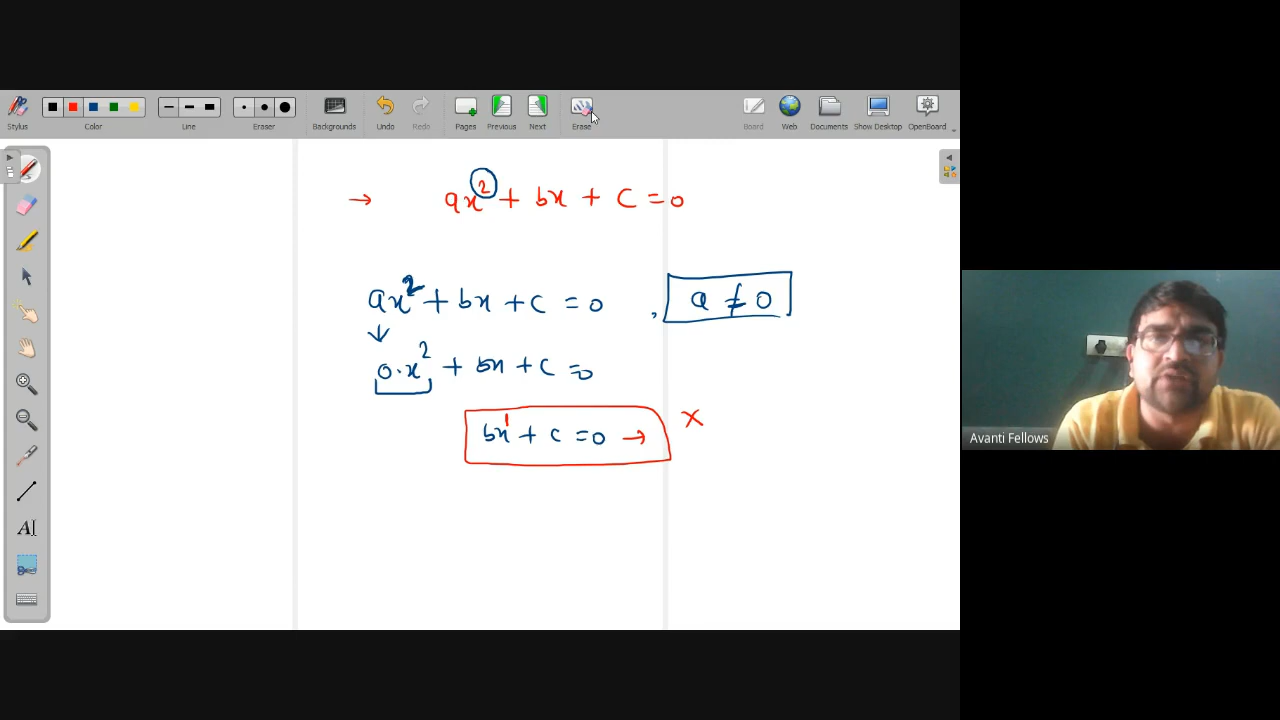 Stylus Color Line Eraser Backgrounds Undo Redo Pages Previous Next Erase Board Web Documents Show Desktop OpenBoard
→ ax² + bx + c = 0
ax² + bx + c = 0 , a ≠ 0
↓
0·x² + bx + c = 0
bx¹ + c = 0 → ×
AI
Avanti Fellows